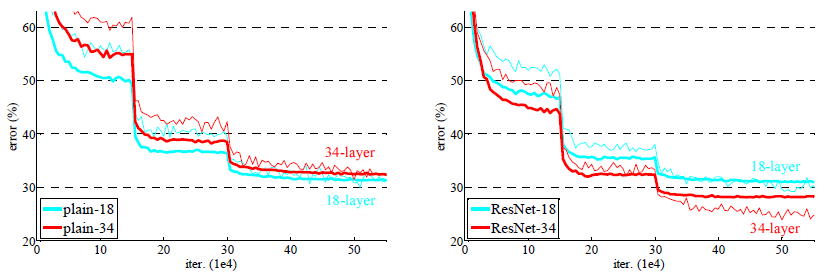 60
50
40
30
20
error (%)
0
10
20
30
40
50
iter. (1e4)
34-layer
18-layer
plain-18
plain-34
60
50
40
30
20
error (%)
0
10
20
30
40
50
iter. (1e4)
18-layer
34-layer
ResNet-18
ResNet-34